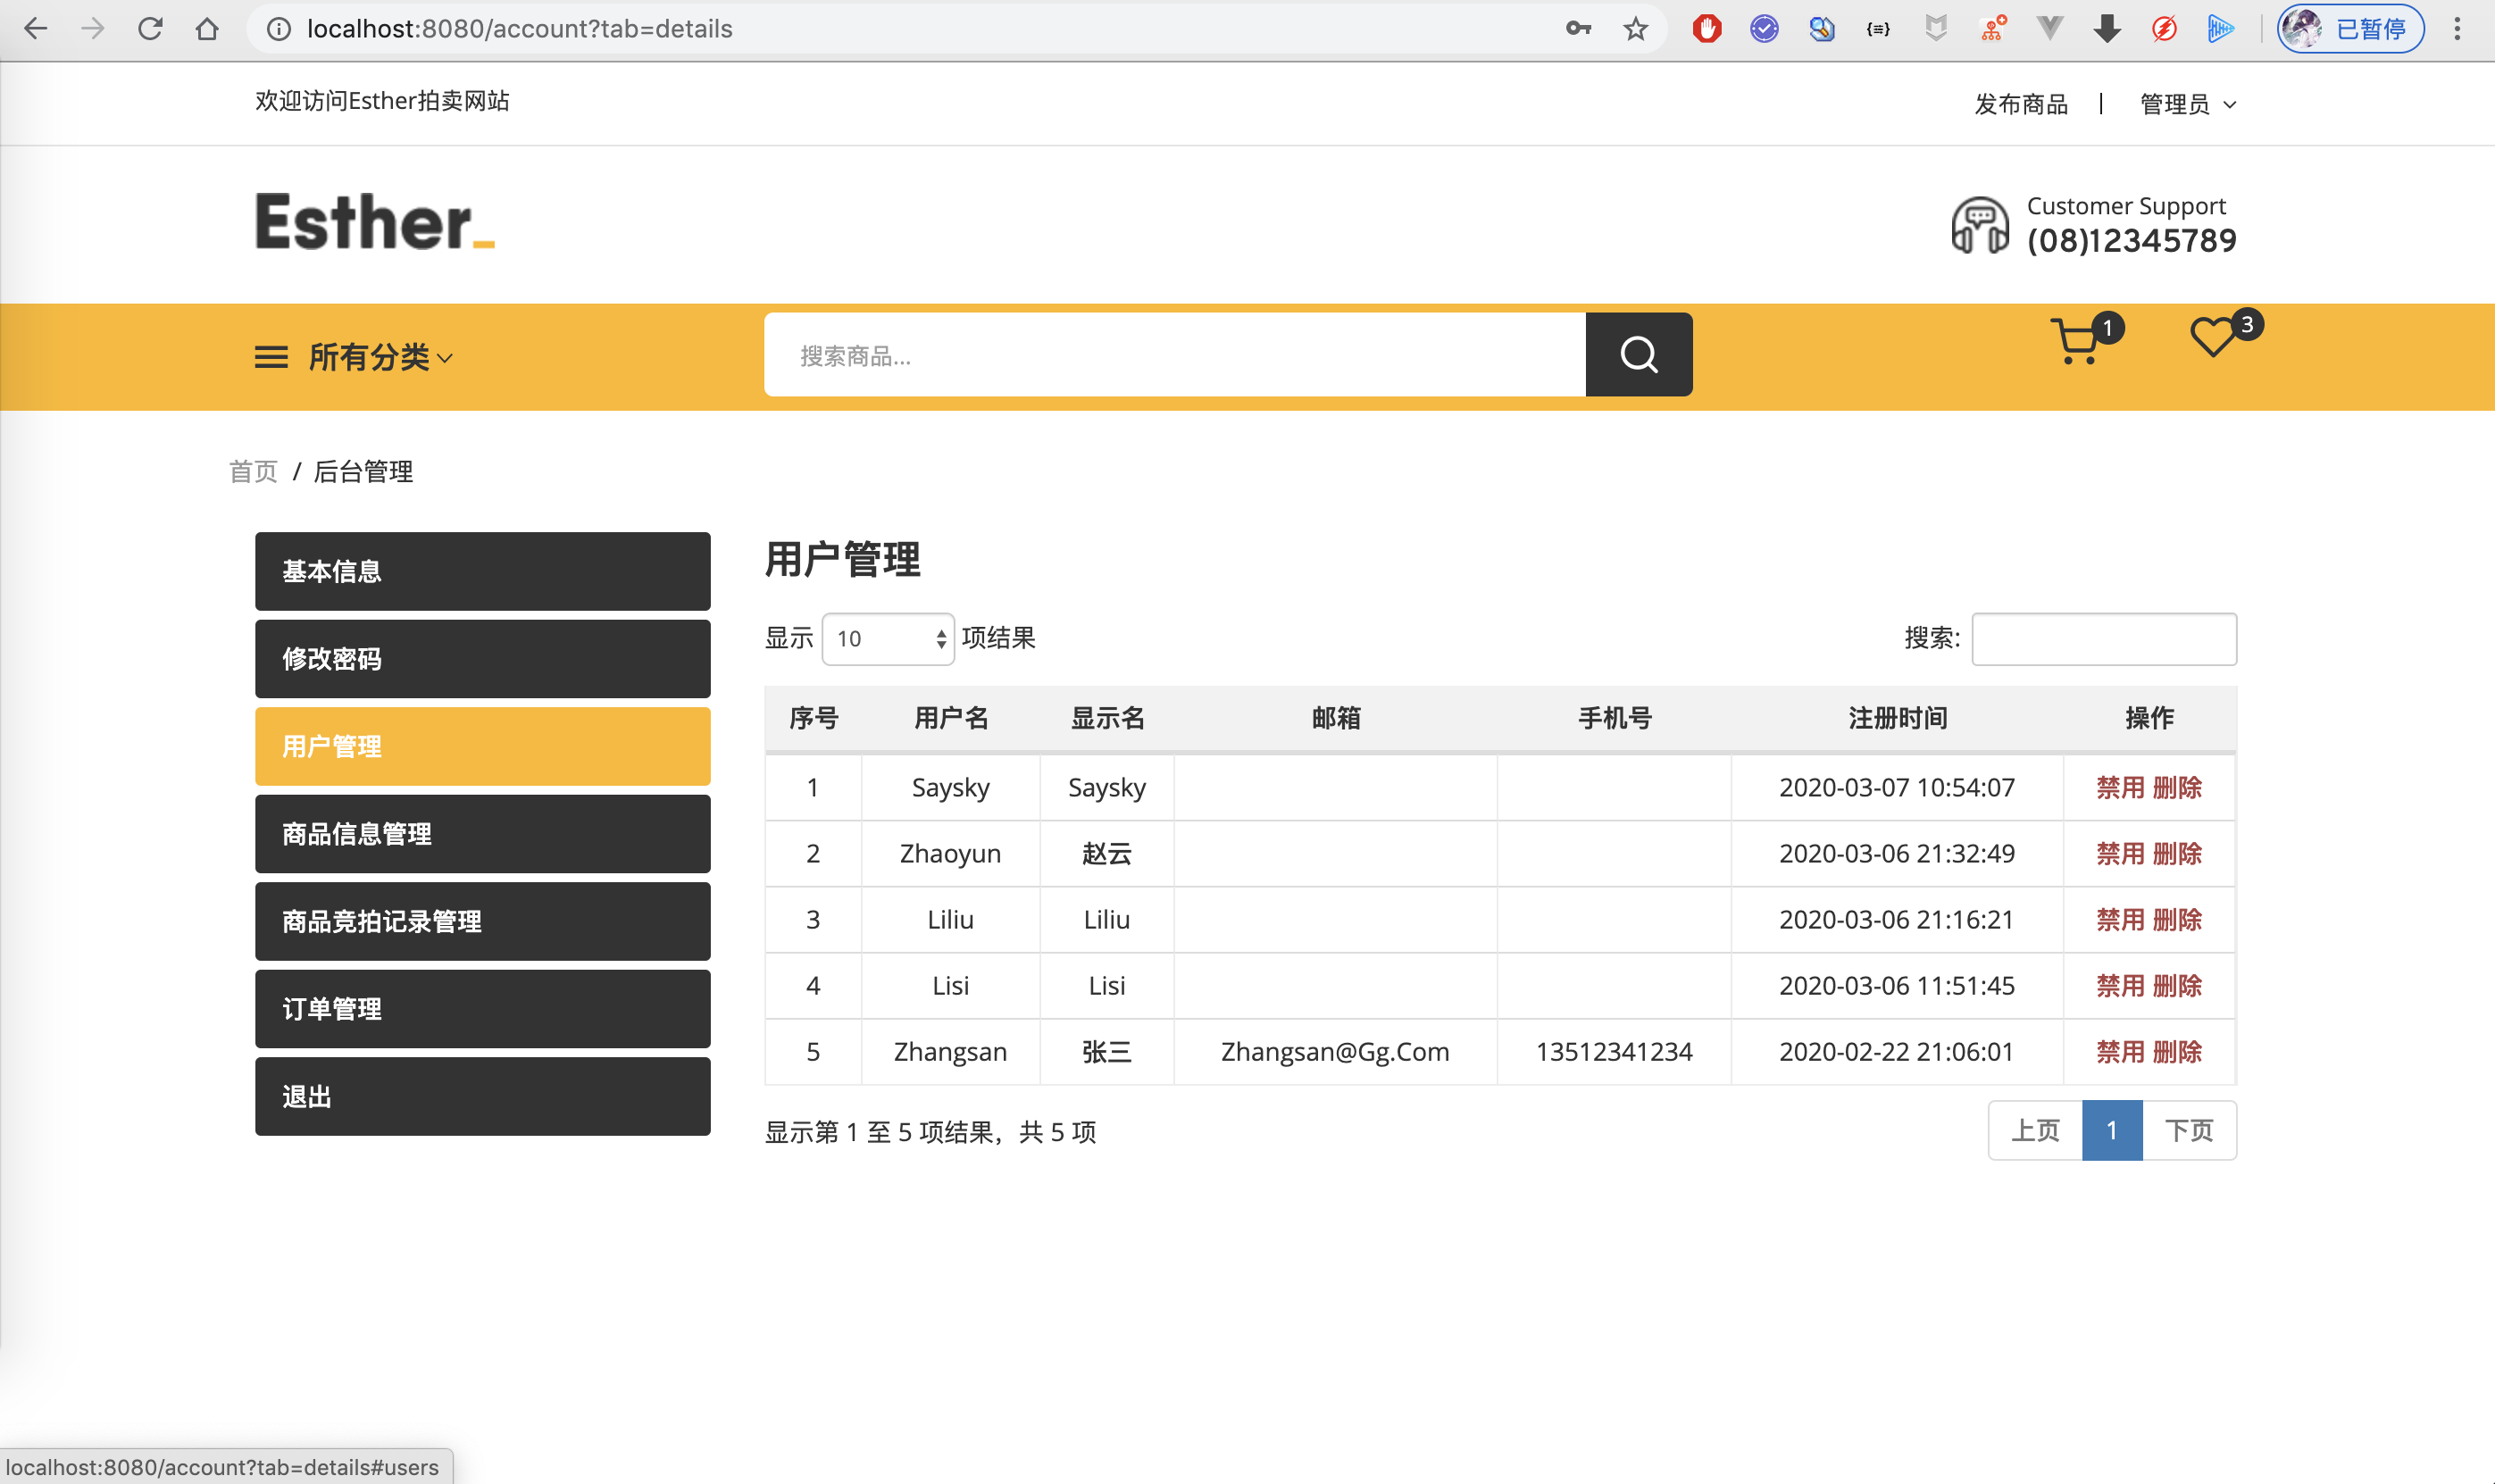 localhost:8080/account?tab=details
已暂停
欢迎访问Esther拍卖网站
发布商品 | 管理员
Esther_
Customer Support
(08)12345789
所有分类
搜索商品...
1
3
首页 / 后台管理
基本信息
修改密码
用户管理
商品信息管理
商品竞拍记录管理
订单管理
退出
用户管理
显示 10 项结果
搜索:
序号 用户名 显示名 邮箱 手机号 注册时间 操作
1 Saysky Saysky 2020-03-07 10:54:07 禁用 删除
2 Zhaoyun 赵云 2020-03-06 21:32:49 禁用 删除
3 Liliu Liliu 2020-03-06 21:16:21 禁用 删除
4 Lisi Lisi 2020-03-06 11:51:45 禁用 删除
5 Zhangsan 张三 Zhangsan@Gg.Com 13512341234 2020-02-22 21:06:01 禁用 删除
显示第 1 至 5 项结果，共 5 项
上页 1 下页
localhost:8080/account?tab=details#users